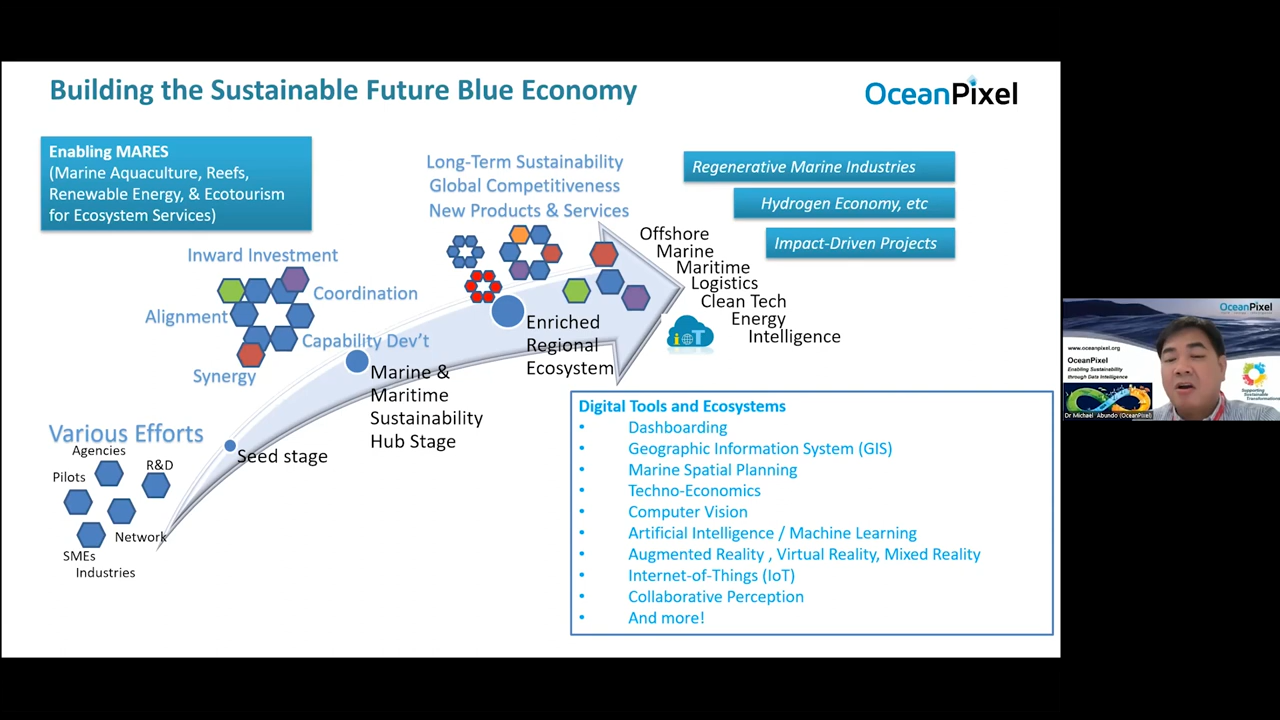 Building the Sustainable Future Blue Economy
OceanPixel
Enabling MARES
(Marine Aquaculture, Reefs,
Renewable Energy, & Ecotourism
for Ecosystem Services)
Long-Term Sustainability
Global Competitiveness
New Products & Services
Regenerative Marine Industries
Hydrogen Economy, etc
Impact-Driven Projects
Offshore
Marine
Maritime
Logistics
Clean Tech
Energy
Intelligence
Inward Investment
Coordination
Alignment
Capability Dev't
Synergy
IoT
Enriched
Regional
Ecosystem
Marine &
Maritime
Sustainability
Hub Stage
Various Efforts
Seed stage
Agencies
R&D
Pilots
Network
SMEs
Industries
Digital Tools and Ecosystems
• Dashboarding
• Geographic Information System (GIS)
• Marine Spatial Planning
• Techno-Economics
• Computer Vision
• Artificial Intelligence / Machine Learning
• Augmented Reality , Virtual Reality, Mixed Reality
• Internet-of-Things (IoT)
• Collaborative Perception
• And more!
OceanPixel
www.oceanpixel.org
OceanPixel
Enabling Sustainability
through Data Intelligence
Supporting
Sustainable
Transformations
Dr Michael Abundo (OceanPixel)